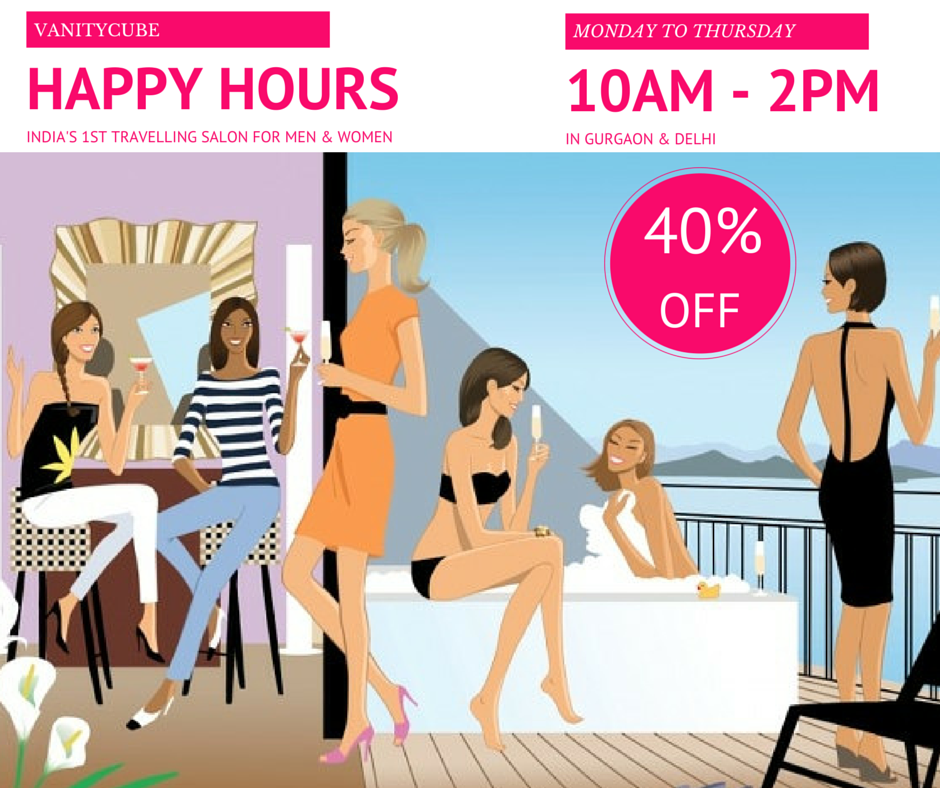 VANITYCUBE
HAPPY HOURS
INDIA'S 1ST TRAVELLING SALON FOR MEN & WOMEN
MONDAY TO THURSDAY
10AM - 2PM
IN GURGAON & DELHI
40%
OFF